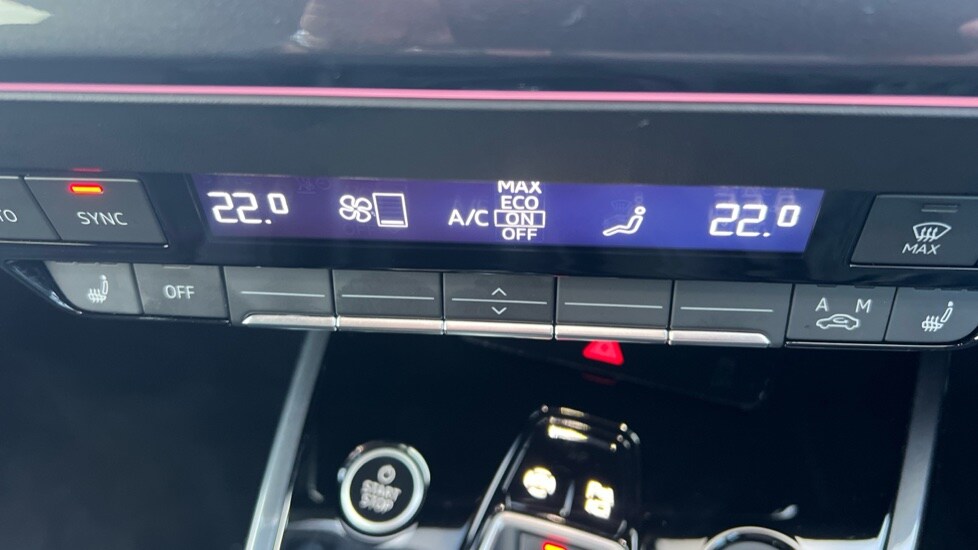 MAX
ECO
22.0 A/C ON 22.0
OFF
SYNC
MAX
OFF
A M
START
STOP